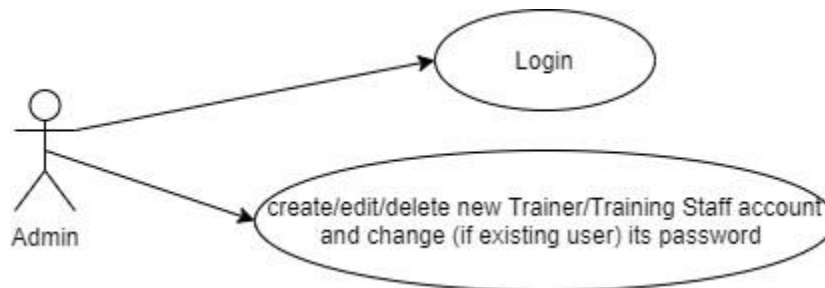 Login
create/edit/delete new Trainer/Training Staff account
and change (if existing user) its password
Admin